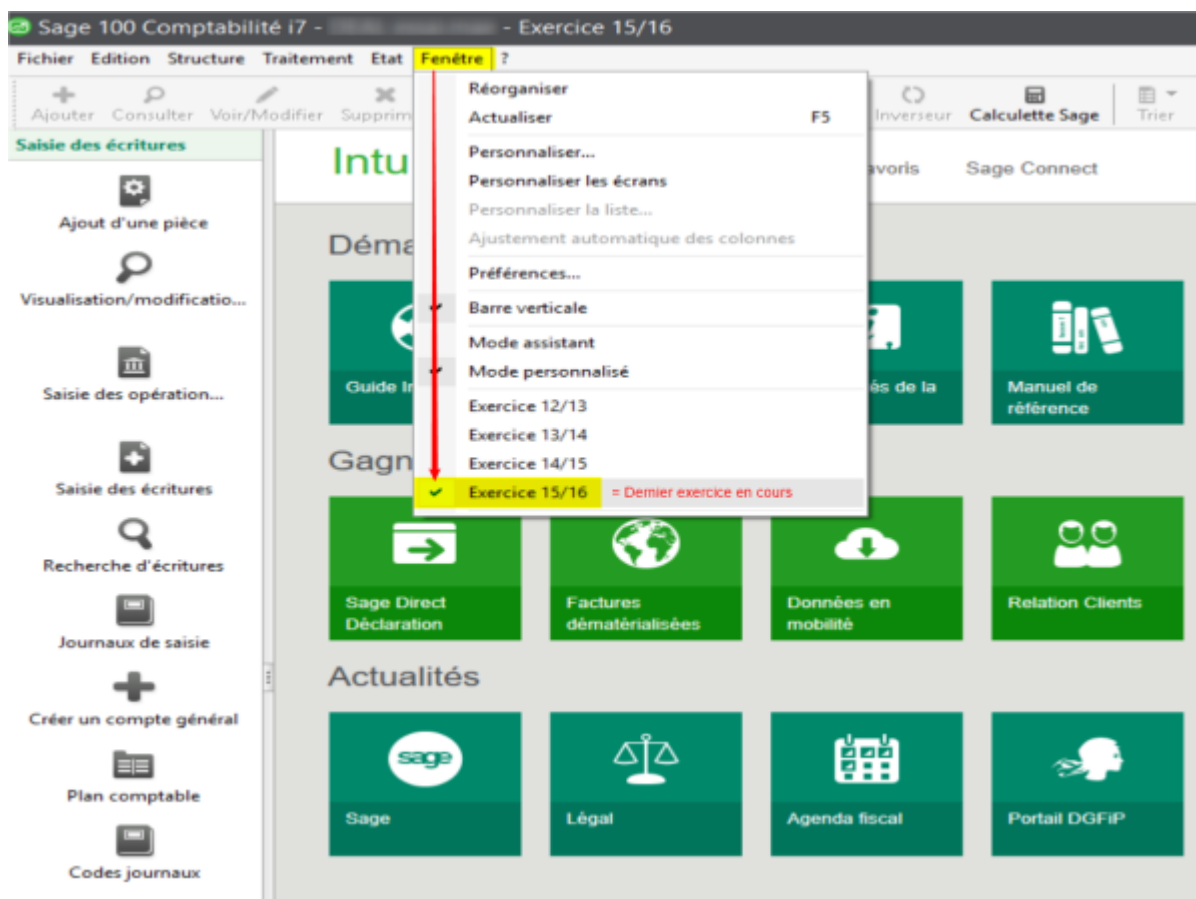 Sage 100 Comptabilité i7 - - Exercice 15/16
Fichier Edition Structure Traitement Etat Fenêtre ?
Ajouter Consulter Voir/Modifier Supprim Inverseur Calculette Sage Trier
Réorganiser
Actualiser F5
Personnaliser...
Personnaliser les écrans
Personnaliser la liste...
Ajustement automatique des colonnes
Préférences...
Barre verticale
Mode assistant
Mode personnalisé
Exercice 12/13
Exercice 13/14
Exercice 14/15
Exercice 15/16 = Dernier exercice en cours
Saisie des écritures
Ajout d'une pièce
Visualisation/modificatio...
Saisie des opération...
Saisie des écritures
Recherche d'écritures
Journaux de saisie
Créer un compte général
Plan comptable
Codes journaux
Intu avoris Sage Connect
Déma
Guide In és de la Manuel de
référence
Gagn
Sage Direct
Déclaration
Factures
dématérialisées
Données en
mobilité
Relation Clients
Actualités
sage
Sage
Légal
Agenda fiscal
Portail DGFiP